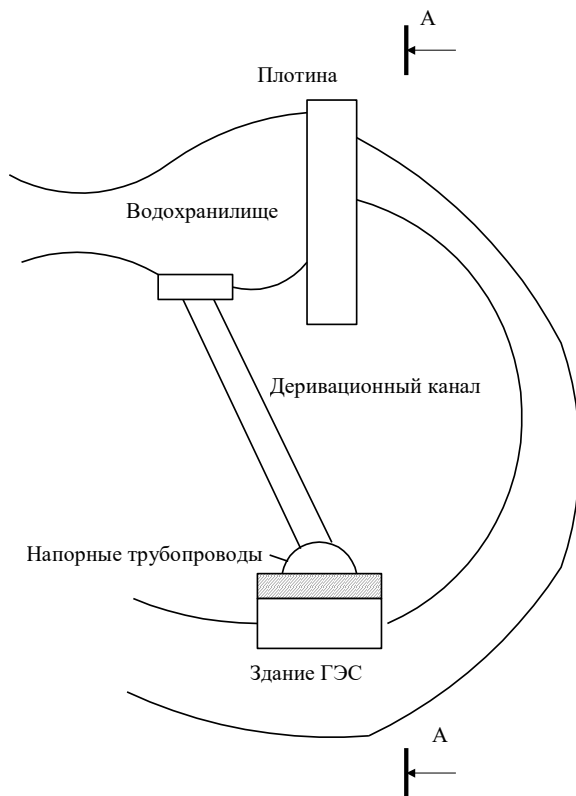 А
Плотина
Водохранилище
Деривационный канал
Напорные трубопроводы
Здание ГЭС
А